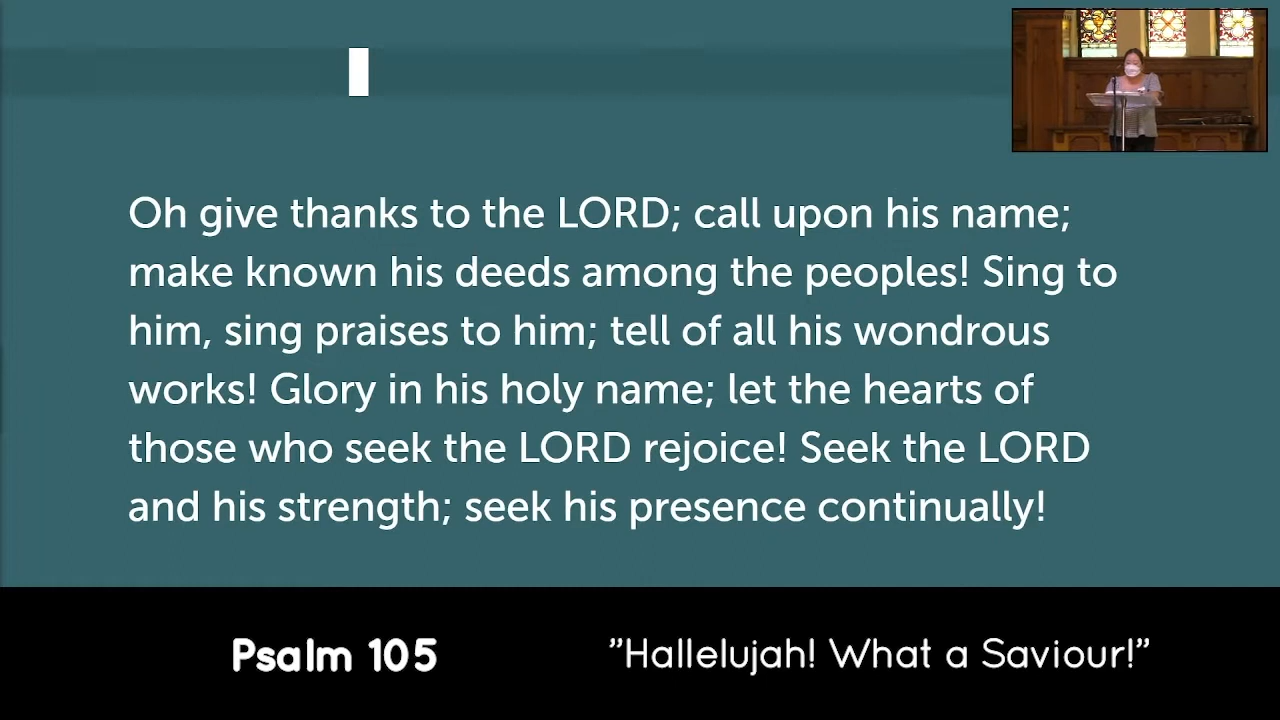 Oh give thanks to the LORD; call upon his name;
make known his deeds among the peoples! Sing to
him, sing praises to him; tell of all his wondrous
works! Glory in his holy name; let the hearts of
those who seek the LORD rejoice! Seek the LORD
and his strength; seek his presence continually!
Psalm 105
”Hallelujah! What a Saviour!”